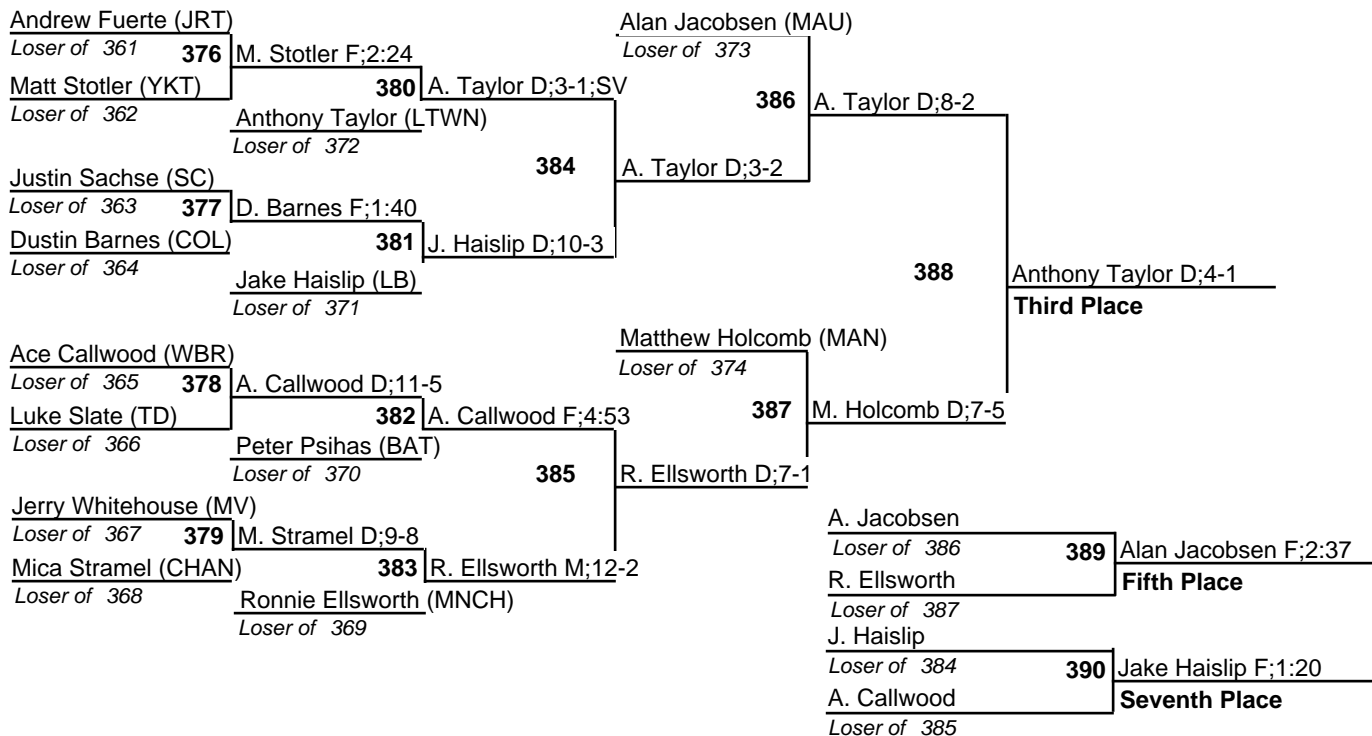 Andrew Fuerte (JRT)
Loser of 361
376
M. Stotler F;2:24
Matt Stotler (YKT)
Loser of 362
380
A. Taylor D;3-1;SV
Anthony Taylor (LTWN)
Loser of 372
Justin Sachse (SC)
Loser of 363
377
D. Barnes F;1:40
Dustin Barnes (COL)
Loser of 364
381
J. Haislip D;10-3
Jake Haislip (LB)
Loser of 371
384
A. Taylor D;3-2
Alan Jacobsen (MAU)
Loser of 373
386
A. Taylor D;8-2
Ace Callwood (WBR)
Loser of 365
378
A. Callwood D;11-5
Luke Slate (TD)
Loser of 366
382
A. Callwood F;4:53
Peter Psihas (BAT)
Loser of 370
Jerry Whitehouse (MV)
Loser of 367
379
M. Stramel D;9-8
Mica Stramel (CHAN)
Loser of 368
383
R. Ellsworth M;12-2
Ronnie Ellsworth (MNCH)
Loser of 369
385
R. Ellsworth D;7-1
Matthew Holcomb (MAN)
Loser of 374
387
M. Holcomb D;7-5
388
Anthony Taylor D;4-1
Third Place
A. Jacobsen
Loser of 386
389
Alan Jacobsen F;2:37
R. Ellsworth
Fifth Place
Loser of 387
J. Haislip
Loser of 384
390
Jake Haislip F;1:20
A. Callwood
Seventh Place
Loser of 385